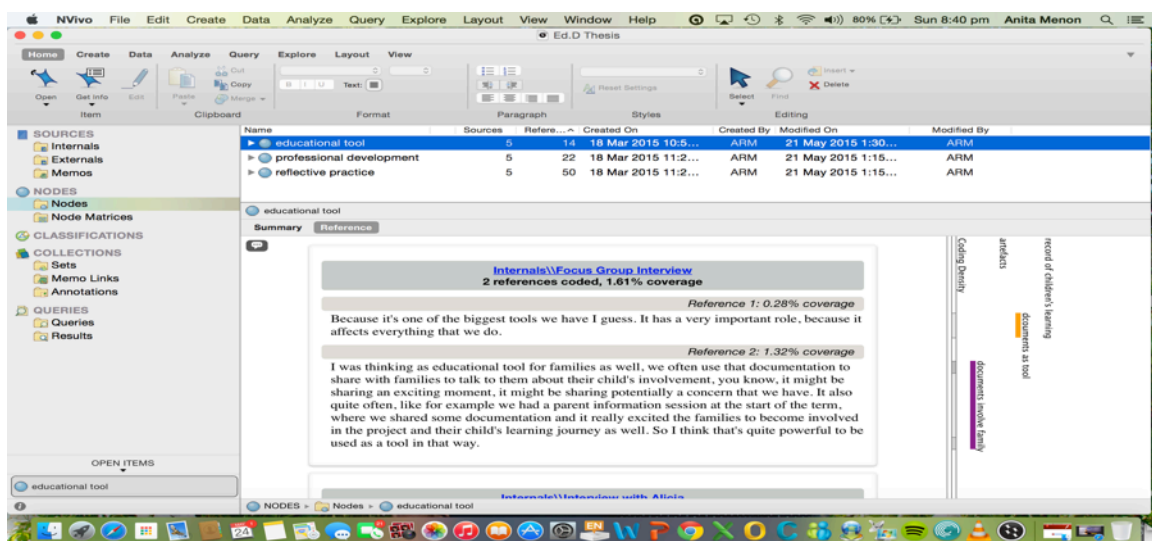 NVivo File Edit Create Data Analyze Query Explore Layout View Window Help 80% Sun 8:40 pm Anita Menon
Ed.D Thesis
Home Create Data Analyze Query Explore Layout View
Cut
Copy
Merge
B I U Text:
Reset Settings
Insert
Delete
Open Get Info Edit Paste Select Find
Item Clipboard Format Paragraph Styles Editing
SOURCES
Internals
Externals
Memos
NODES
Nodes
Node Matrices
CLASSIFICATIONS
COLLECTIONS
Sets
Memo Links
Annotations
QUERIES
Queries
Results
OPEN ITEMS
educational tool
Name Sources Refere... Created On Created By Modified On Modified By
educational tool 5 14 18 Mar 2015 10:5... ARM 21 May 2015 1:30... ARM
professional development 5 22 18 Mar 2015 11:2... ARM 21 May 2015 1:15... ARM
reflective practice 5 50 18 Mar 2015 11:2... ARM 21 May 2015 1:15... ARM
educational tool
Summary Reference
Internals\\Focus Group Interview
2 references coded, 1.61% coverage
Reference 1: 0.28% coverage
Because it's one of the biggest tools we have I guess. It has a very important role, because it
affects everything that we do.
Reference 2: 1.32% coverage
I was thinking as educational tool for families as well, we often use that documentation to
share with families to talk to them about their child's involvement, you know, it might be
sharing an exciting moment, it might be sharing potentially a concern that we have. It also
quite often, like for example we had a parent information session at the start of the term,
where we shared some documentation and it really excited the families to become involved
in the project and their child's learning journey as well. So I think that's quite powerful to be
used as a tool in that way.
Internals\\Interview with Alicia
Coding Density
documents involve family
artefacts
dcouments as tool
record of children's learning
NODES Nodes educational tool
24